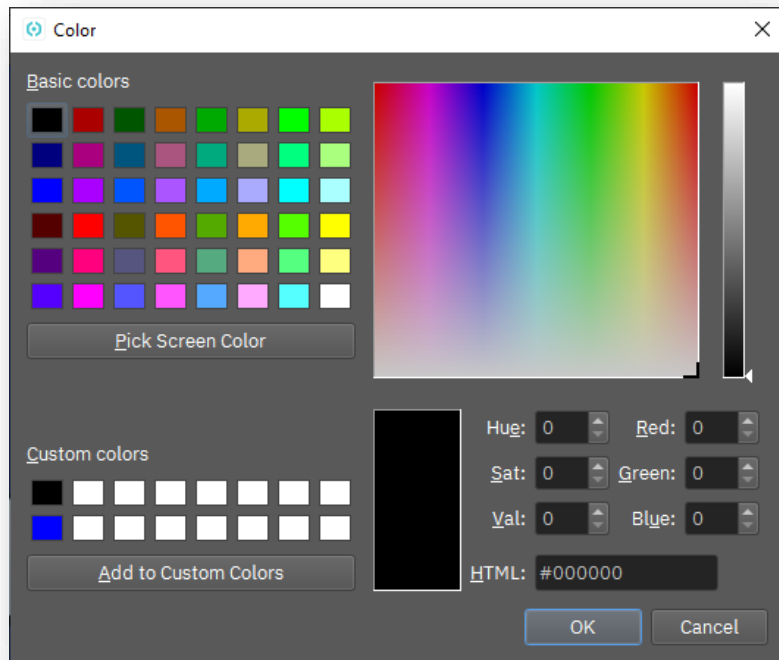 Color
Basic colors
Pick Screen Color
Custom colors
Add to Custom Colors
Hue: 0 Red: 0
Sat: 0 Green: 0
Val: 0 Blue: 0
HTML: #000000
OK Cancel